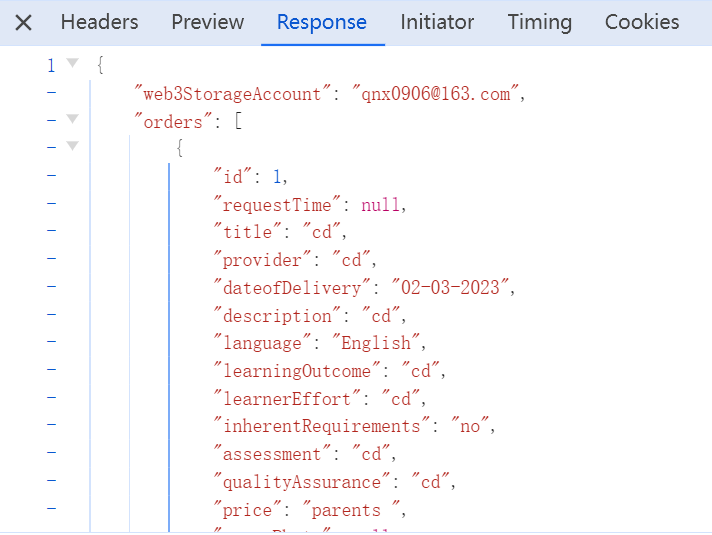 Headers Preview Response Initiator Timing Cookies
1 {
"web3StorageAccount": "qnx0906@163.com",
"orders": [
{
"id": 1,
"requestTime": null,
"title": "cd",
"provider": "cd",
"dateofDelivery": "02-03-2023",
"description": "cd",
"language": "English",
"learningOutcome": "cd",
"learnerEffort": "cd",
"inherentRequirements": "no",
"assessment": "cd",
"qualityAssurance": "cd",
"price": "parents ",